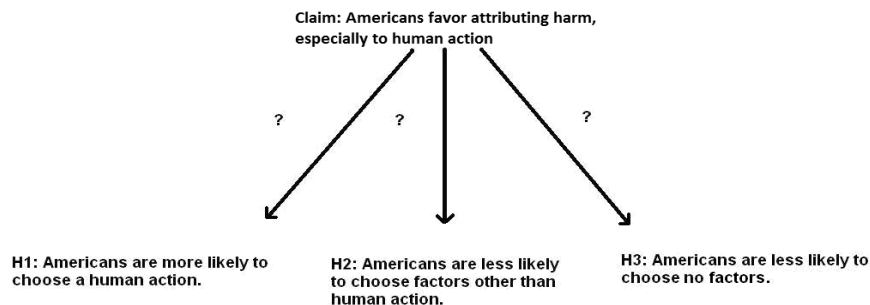 Claim: Americans favor attributing harm,
especially to human action
?
?
?
H1: Americans are more likely to
choose a human action.
H2: Americans are less likely
to choose factors other than
human action.
H3: Americans are less likely to
choose no factors.